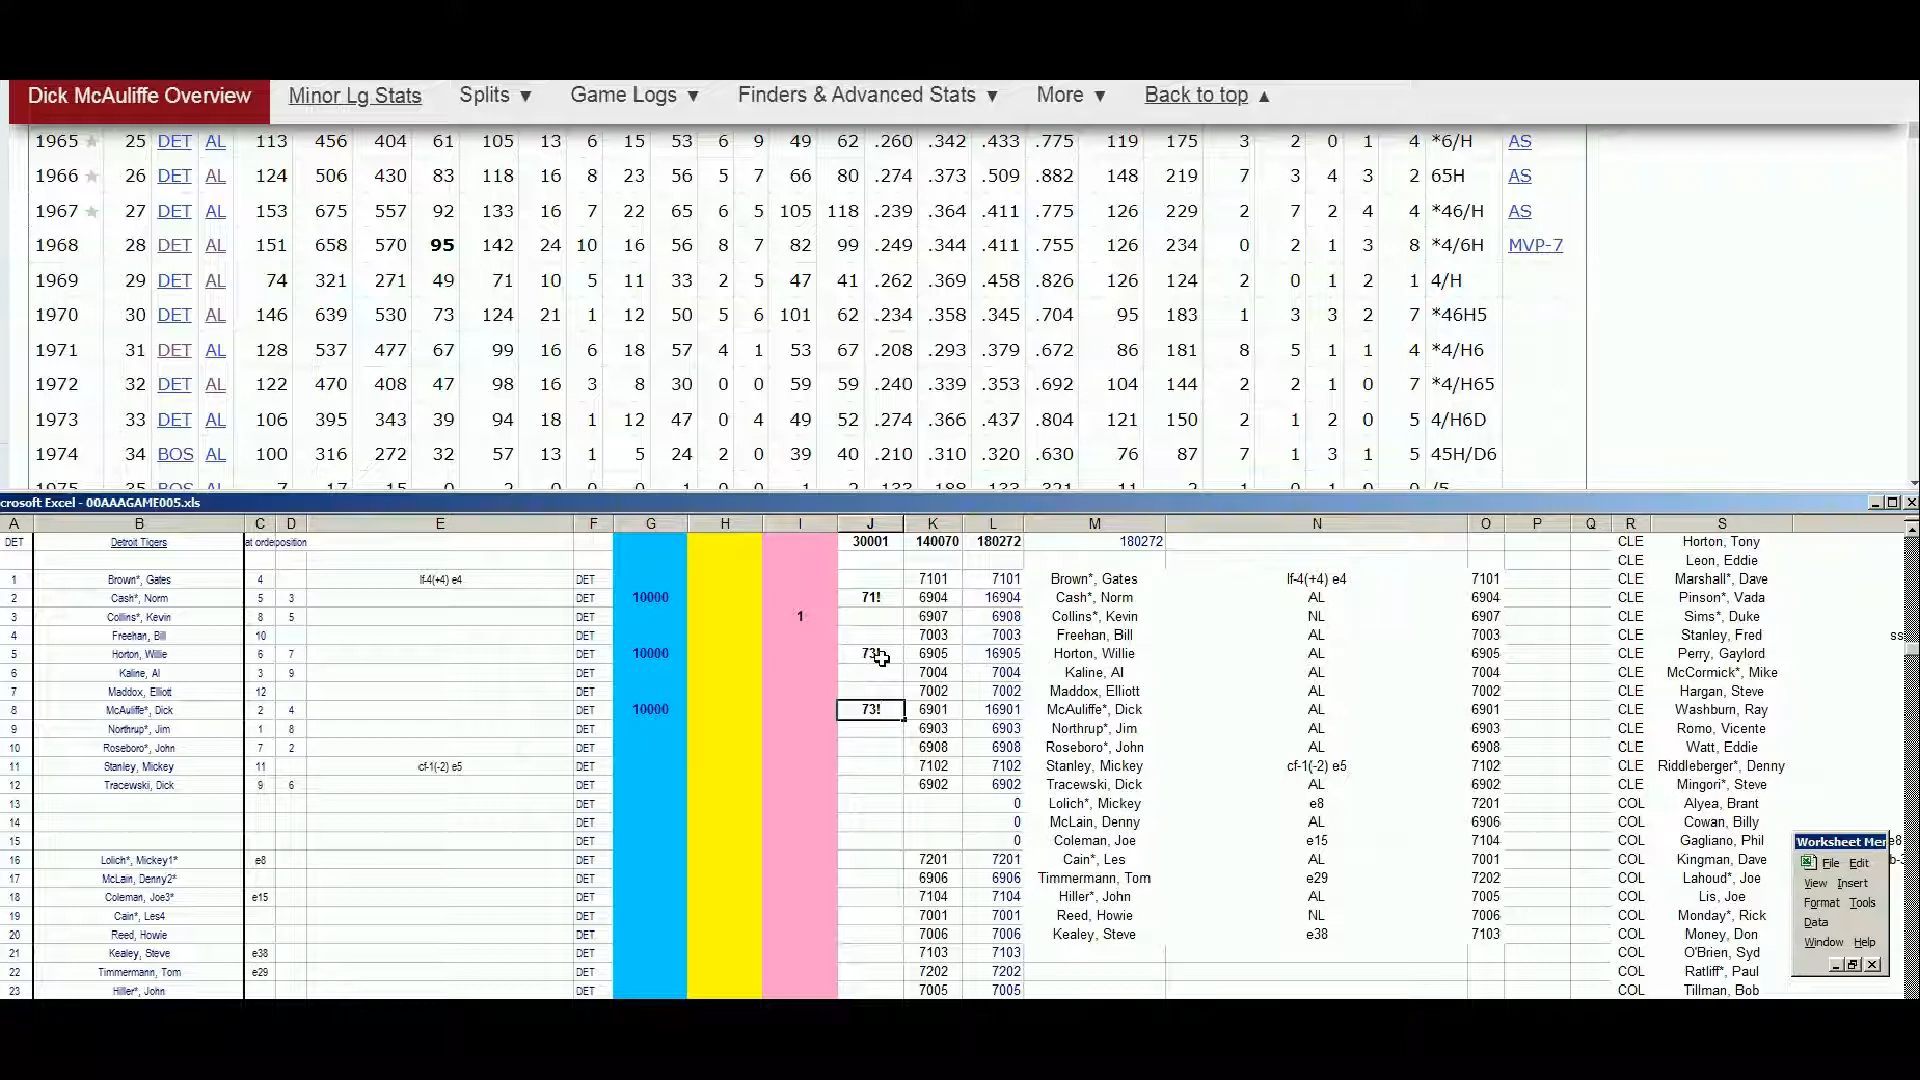 Dick McAuliffe Overview Minor Lg Stats Splits ▼ Game Logs ▼ Finders & Advanced Stats ▼ More ▼ Back to top ▲
1965 ★ 25 DET AL 113 456 404 61 105 13 6 15 53 6 9 49 62 .260 .342 .433 .775 119 175 3 2 0 1 4 *6/H AS
1966 ★ 26 DET AL 124 506 430 83 118 16 8 23 56 5 7 66 80 .274 .373 .509 .882 148 219 7 3 4 3 2 65H AS
1967 ★ 27 DET AL 153 675 557 92 133 16 7 22 65 6 5 105 118 .239 .364 .411 .775 126 229 2 7 2 4 4 *46/H AS
1968 28 DET AL 151 658 570 95 142 24 10 16 56 8 7 82 99 .249 .344 .411 .755 126 234 0 2 1 3 8 *4/6H MVP-7
1969 29 DET AL 74 321 271 49 71 10 5 11 33 2 5 47 41 .262 .369 .458 .826 126 124 2 0 1 2 1 4/H
1970 30 DET AL 146 639 530 73 124 21 1 12 50 5 6 101 62 .234 .358 .345 .704 95 183 1 3 3 2 7 *46H5
1971 31 DET AL 128 537 477 67 99 16 6 18 57 4 1 53 67 .208 .293 .379 .672 86 181 8 5 1 1 4 *4/H6
1972 32 DET AL 122 470 408 47 98 16 3 8 30 0 0 59 59 .240 .339 .353 .692 104 144 2 2 1 0 7 *4/H65
1973 33 DET AL 106 395 343 39 94 18 1 12 47 0 4 49 52 .274 .366 .437 .804 121 150 2 1 2 0 5 4/H6D
1974 34 BOS AL 100 316 272 32 57 13 1 5 24 2 0 39 40 .210 .310 .320 .630 76 87 7 1 3 1 5 45H/D6
crosoft Excel - 00AAAGAME005.xls
A B C D E F G H I J K L M N O P Q R S
DET Detroit Tigers at orde position 30001 140070 180272 180272 CLE Horton, Tony
CLE Leon, Eddie
1 Brown*, Gates 4 lf-4(+4) e4 DET 7101 7101 Brown*, Gates lf-4(+4) e4 7101 CLE Marshall*, Dave
2 Cash*, Norm 5 3 DET 10000 71! 6904 16904 Cash*, Norm AL 6904 CLE Pinson*, Vada
3 Collins*, Kevin 8 5 DET 1 6907 6908 Collins*, Kevin NL 6907 CLE Sims*, Duke
4 Freehan, Bill 10 DET 7003 7003 Freehan, Bill AL 7003 CLE Stanley, Fred ss
5 Horton, Willie 6 7 DET 10000 73! 6905 16905 Horton, Willie AL 6905 CLE Perry, Gaylord
6 Kaline, Al 3 9 DET 7004 7004 Kaline, Al AL 7004 CLE McCormick*, Mike
7 Maddox, Elliott 12 DET 7002 7002 Maddox, Elliott AL 7002 CLE Hargan, Steve
8 McAuliffe*, Dick 2 4 DET 10000 73! 6901 16901 McAuliffe*, Dick AL 6901 CLE Washburn, Ray
9 Northrup*, Jim 1 8 DET 6903 6903 Northrup*, Jim AL 6903 CLE Romo, Vicente
10 Roseboro*, John 7 2 DET 6908 6908 Roseboro*, John AL 6908 CLE Watt, Eddie
11 Stanley, Mickey 11 cf-1(-2) e5 DET 7102 7102 Stanley, Mickey cf-1(-2) e5 7102 CLE Riddleberger*, Denny
12 Tracewski, Dick 9 6 DET 6902 6902 Tracewski, Dick AL 6902 CLE Mingori*, Steve
13 DET 0 Lolich*, Mickey e8 7201 COL Alyea, Brant
14 DET 0 McLain, Denny AL 6906 COL Cowan, Billy
15 DET 0 Coleman, Joe e15 7104 COL Gagliano, Phil
16 Lolich*, Mickey1* e8 DET 7201 7201 Cain*, Les AL 7001 COL Kingman, Dave
17 McLain, Denny2* DET 6906 6906 Timmermann, Tom e29 7202 COL Lahoud*, Joe
18 Coleman, Joe3* e15 DET 7104 7104 Hiller*, John AL 7005 COL Lis, Joe
19 Cain*, Les4 DET 7001 7001 Reed, Howie NL 7006 COL Monday*, Rick
20 Reed, Howie DET 7006 7006 Kealey, Steve e38 7103 COL Money, Don
21 Kealey, Steve e38 DET 7103 7103 COL O'Brien, Syd
22 Timmermann, Tom e29 DET 7202 7202 COL Ratliff*, Paul
23 Hiller*, John DET 7005 7005 COL Tillman, Bob
Worksheet Mer
File Edit
View Insert
Format Tools
Data
Window Help